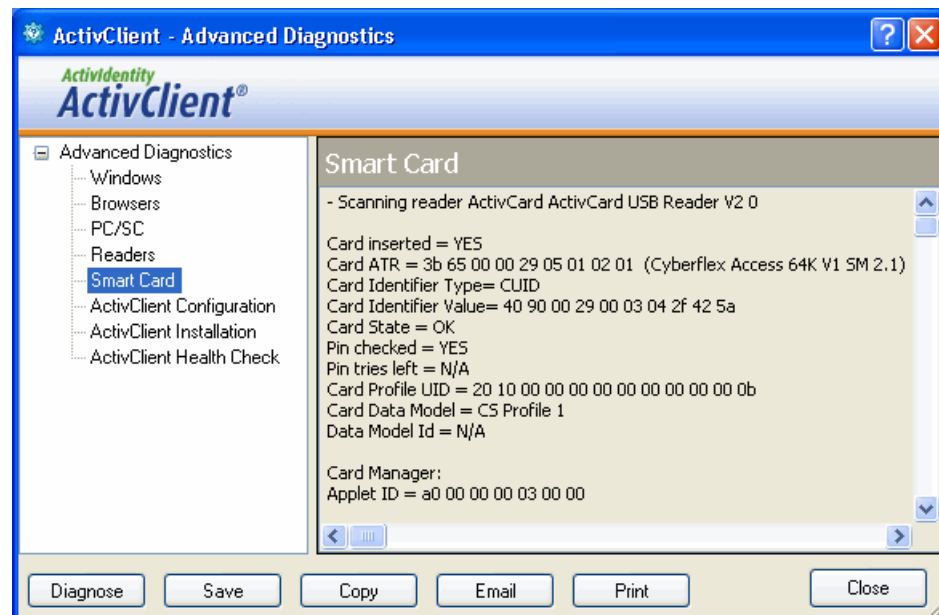 ActivClient - Advanced Diagnostics
ActivIdentity
ActivClient®
Advanced Diagnostics
Windows
Browsers
PC/SC
Readers
Smart Card
ActivClient Configuration
ActivClient Installation
ActivClient Health Check
Smart Card
- Scanning reader ActivCard ActivCard USB Reader V2 0
Card inserted = YES
Card ATR = 3b 65 00 00 29 05 01 02 01 (Cyberflex Access 64K V1 SM 2.1)
Card Identifier Type= CUID
Card Identifier Value= 40 90 00 29 00 03 04 2f 42 5a
Card State = OK
Pin checked = YES
Pin tries left = N/A
Card Profile UID = 20 10 00 00 00 00 00 00 00 00 00 0b
Card Data Model = CS Profile 1
Data Model Id = N/A
Card Manager:
Applet ID = a0 00 00 00 03 00 00
Diagnose
Save
Copy
Email
Print
Close